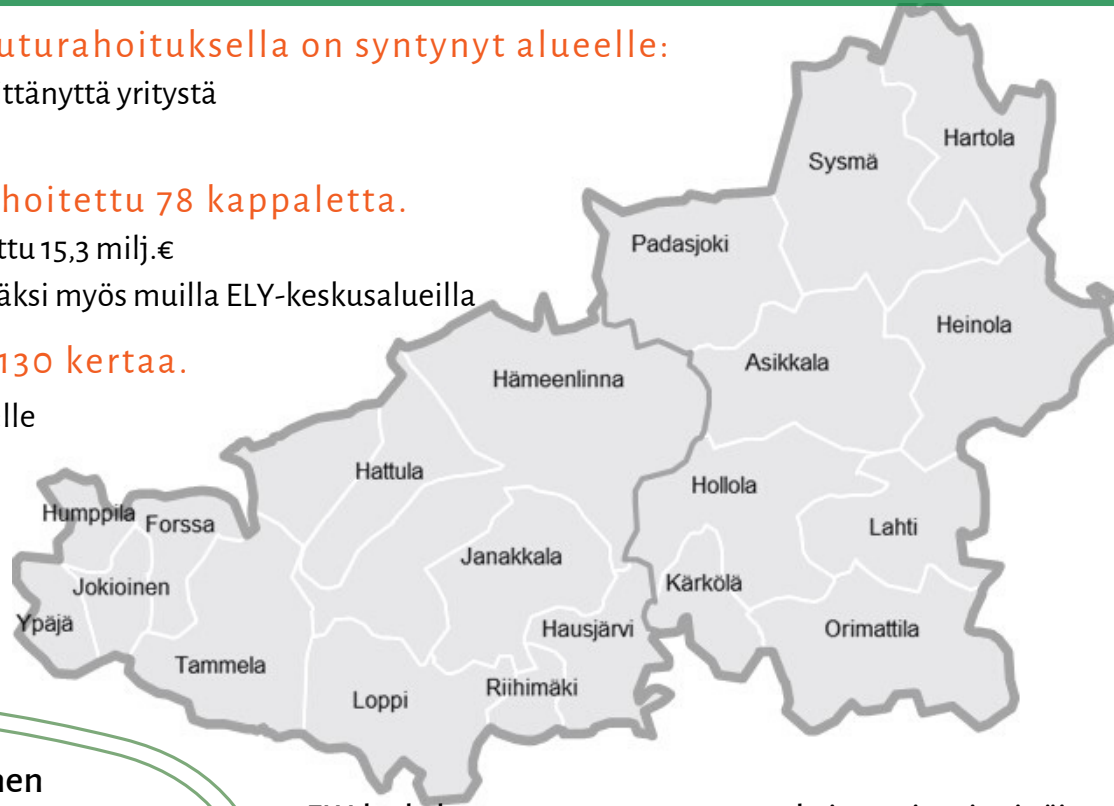 uturahoituksella on syntynyt alueelle:
ttänyttä yritystä
hoitettu 78 kappaletta.
ttu 15,3 milj.€
äksi myös muilla ELY-keskusalueilla
130 kertaa.
lle
Hartola
Sysmä
Padasjoki
Heinola
Asikkala
Hämeenlinna
Hattula
Hollola
Humppila
Forssa
Lahti
Janakkala
Jokioinen
Kärkölä
Ypäjä
Hausjärvi
Orimattila
Tammela
Riihimäki
Loppi
nen